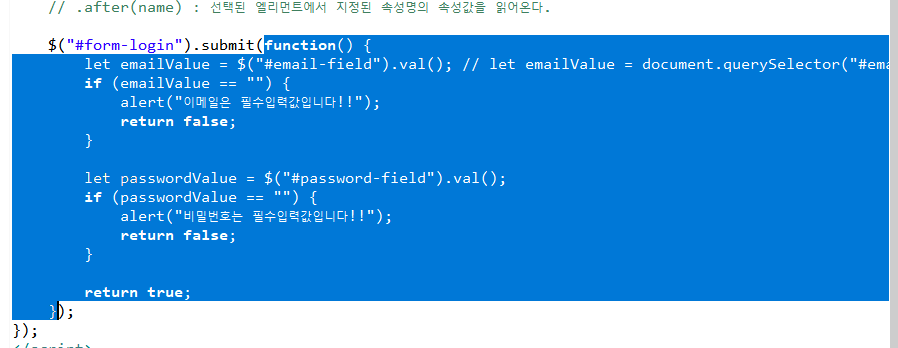 // .after(name) : 선택된 엘리먼트에서 지정된 속성명의 속성값을 읽어온다.
$("#form-login").submit(function() {
let emailValue = $("#email-field").val(); // let emailValue = document.querySelector("#ema
if (emailValue == "") {
alert("이메일은 필수입력값입니다!!");
return false;
}
let passwordValue = $("#password-field").val();
if (passwordValue == "") {
alert("비밀번호는 필수입력값입니다!!");
return false;
}
return true;
});
});
</script>